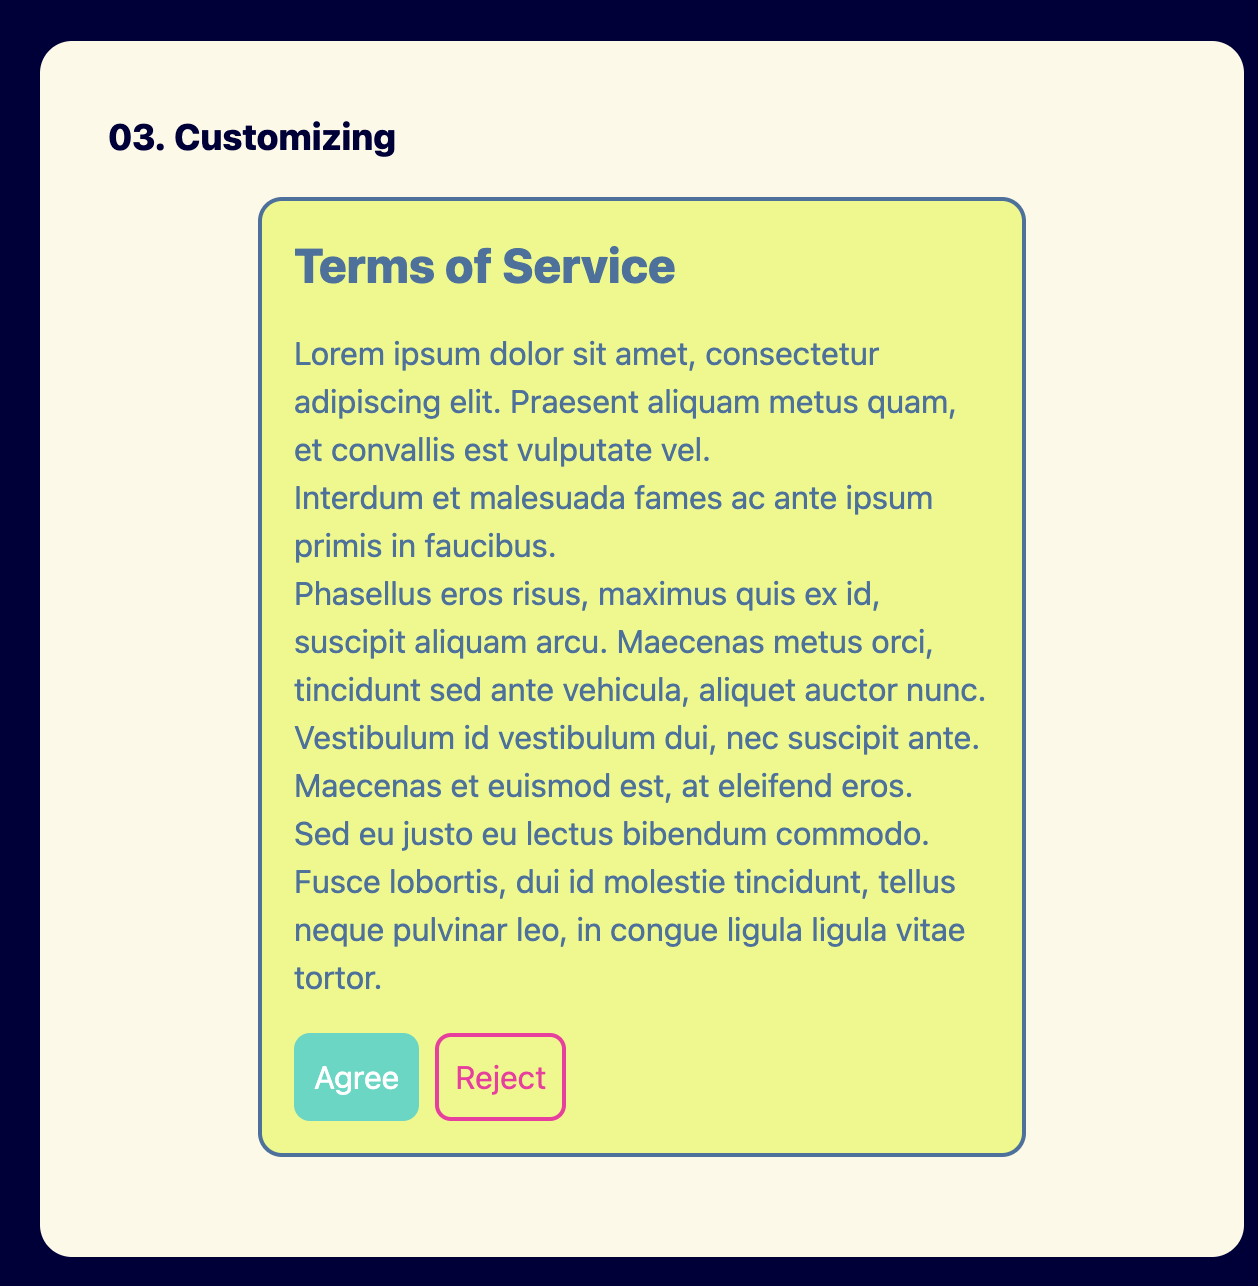 03. Customizing
Terms of Service
Lorem ipsum dolor sit amet, consectetur
adipiscing elit. Praesent aliquam metus quam,
et convallis est vulputate vel.
Interdum et malesuada fames ac ante ipsum
primis in faucibus.
Phasellus eros risus, maximus quis ex id,
suscipit aliquam arcu. Maecenas metus orci,
tincidunt sed ante vehicula, aliquet auctor nunc.
Vestibulum id vestibulum dui, nec suscipit ante.
Maecenas et euismod est, at eleifend eros.
Sed eu justo eu lectus bibendum commodo.
Fusce lobortis, dui id molestie tincidunt, tellus
neque pulvinar leo, in congue ligula ligula vitae
tortor.
Agree
Reject